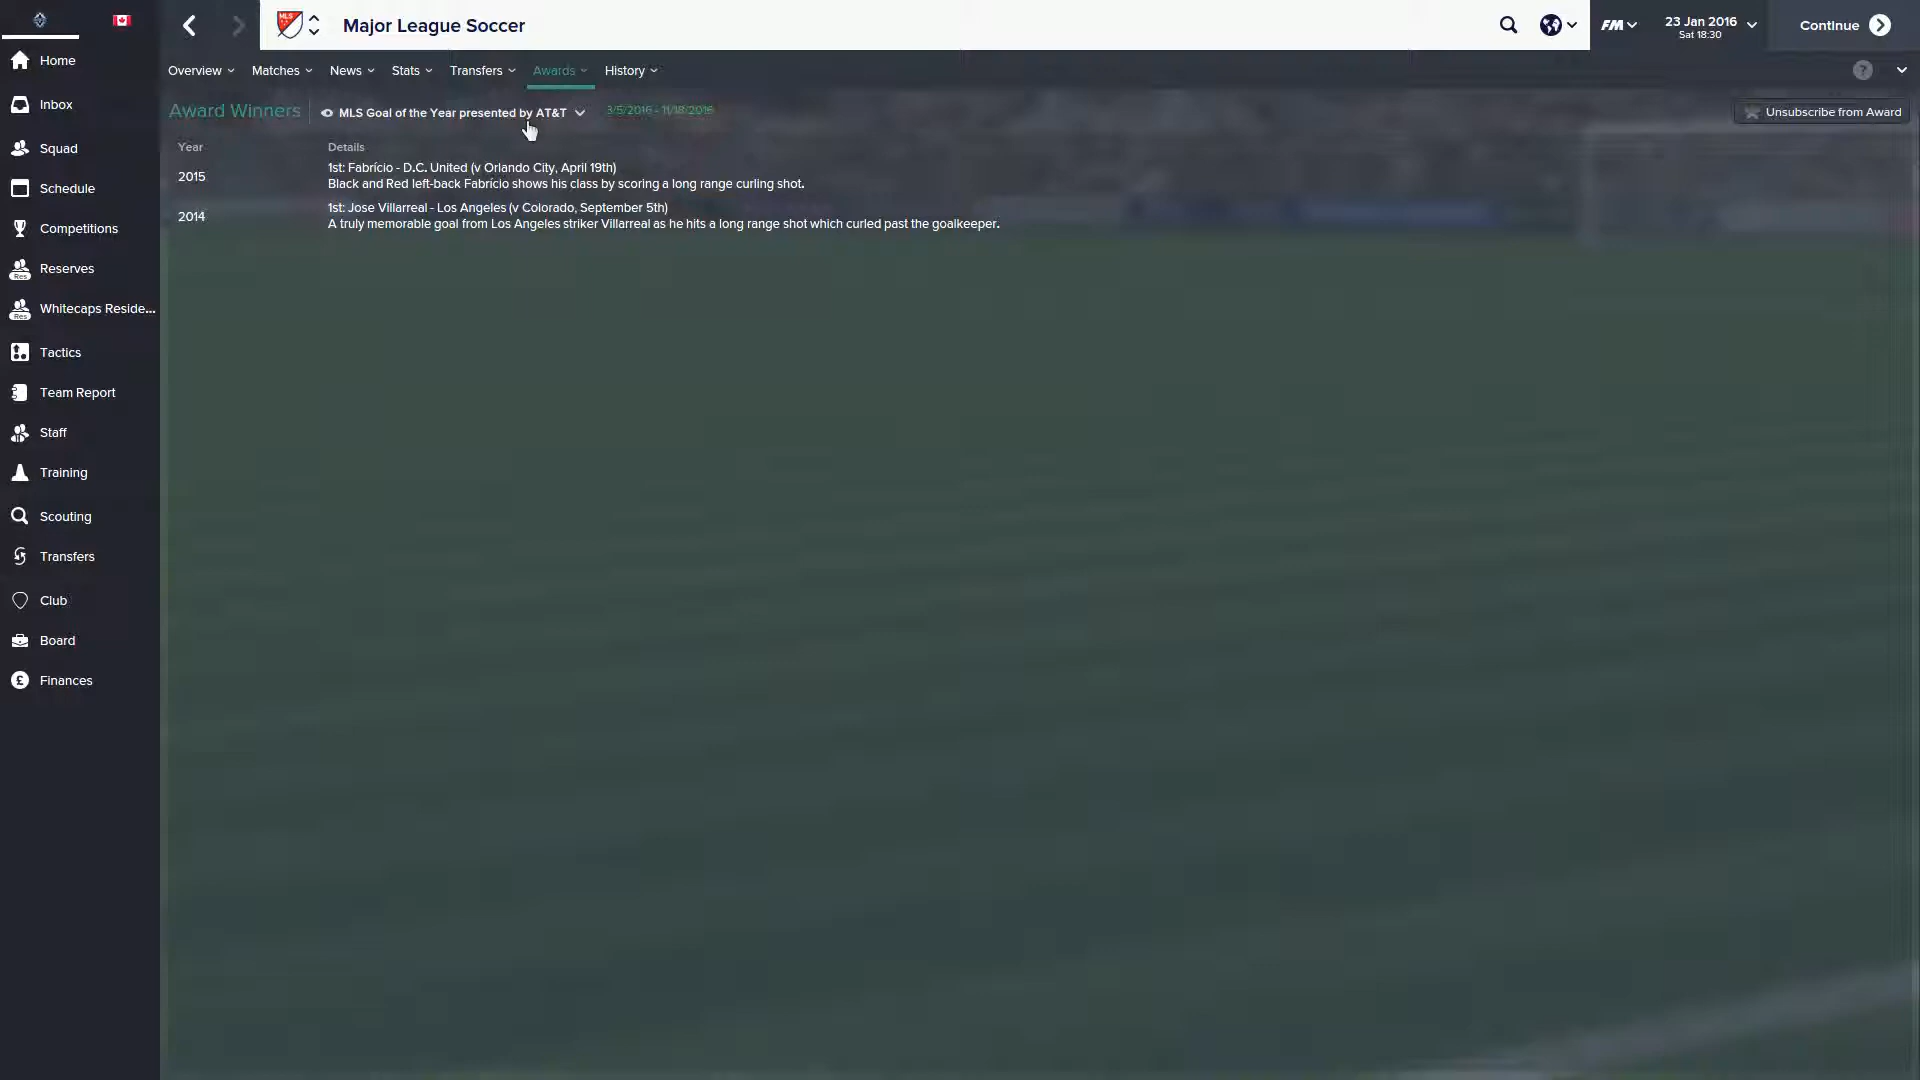 MLS
Major League Soccer
FM
23 Jan 2016
Sat 18:30
Continue
Overview
Matches
News
Stats
Transfers
Awards
History
?
Home
Inbox
Squad
Schedule
Competitions
Res
Reserves
Res
Whitecaps Reside...
Tactics
Team Report
Staff
Training
Scouting
Transfers
Club
Board
£
Finances
Award Winners
MLS Goal of the Year presented by AT&T
3/5/2016 - 11/18/2016
Unsubscribe from Award
Year
Details
2015
1st: Fabrício - D.C. United (v Orlando City, April 19th)
Black and Red left-back Fabrício shows his class by scoring a long range curling shot.
2014
1st: Jose Villarreal - Los Angeles (v Colorado, September 5th)
A truly memorable goal from Los Angeles striker Villarreal as he hits a long range shot which curled past the goalkeeper.